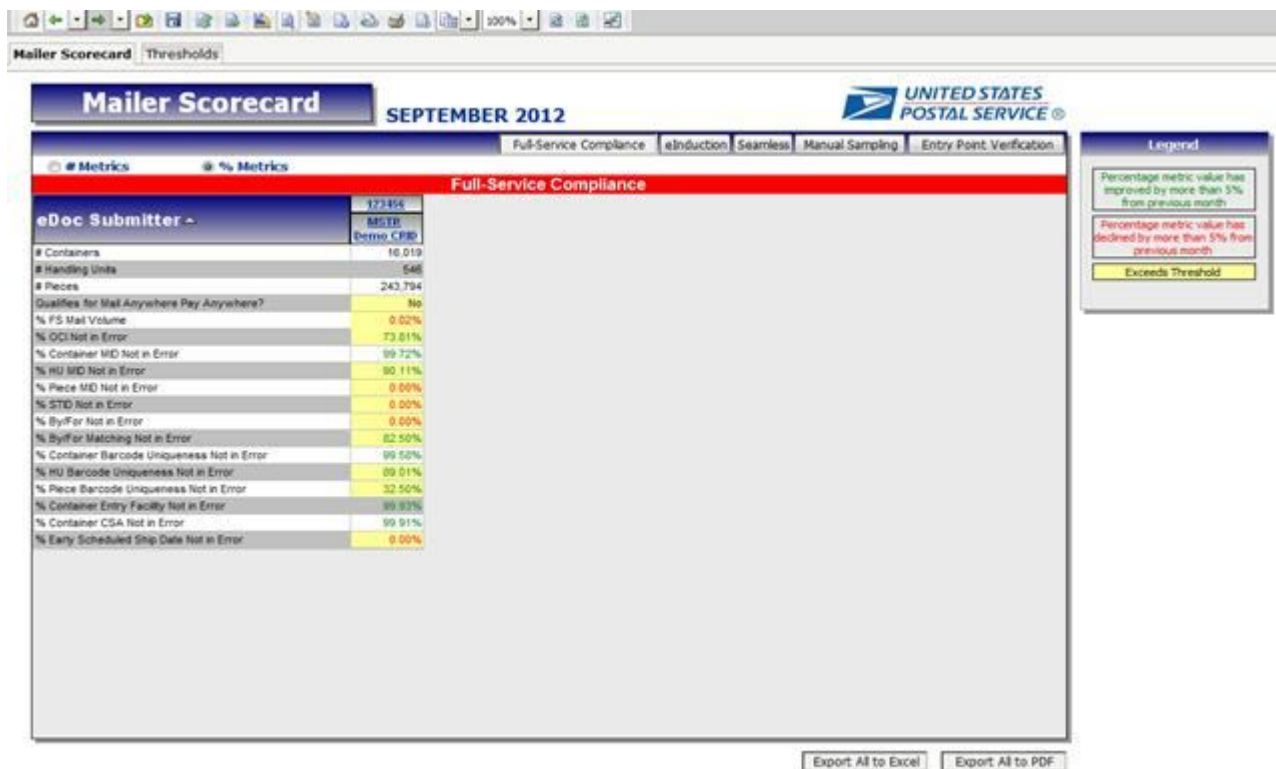 100%
Mailer Scorecard Thresholds
Mailer Scorecard
SEPTEMBER 2012
UNITED STATES
POSTAL SERVICE ®
Full-Service Compliance eInduction Seamless Manual Sampling Entry Point Verification
# Metrics % Metrics
Full-Service Compliance
eDoc Submitter
123456
MSTR
Demo CRID
# Containers 16,019
# Handling Units 546
# Pieces 243,794
Qualifies for Mail Anywhere Pay Anywhere? No
% FS Mail Volume 0.02%
% OCI Not in Error 73.81%
% Container MID Not in Error 99.72%
% HU MID Not in Error 90.11%
% Piece MID Not in Error 0.00%
% STID Not in Error 0.00%
% By/For Not in Error 0.00%
% By/For Matching Not in Error 82.50%
% Container Barcode Uniqueness Not in Error 99.58%
% HU Barcode Uniqueness Not in Error 89.01%
% Piece Barcode Uniqueness Not in Error 32.50%
% Container Entry Facility Not in Error 99.93%
% Container CSA Not in Error 99.91%
% Early Scheduled Ship Date Not in Error 0.00%
Legend
Percentage metric value has
improved by more than 5%
from previous month
Percentage metric value has
declined by more than 5% from
previous month
Exceeds Threshold
Export All to Excel Export All to PDF